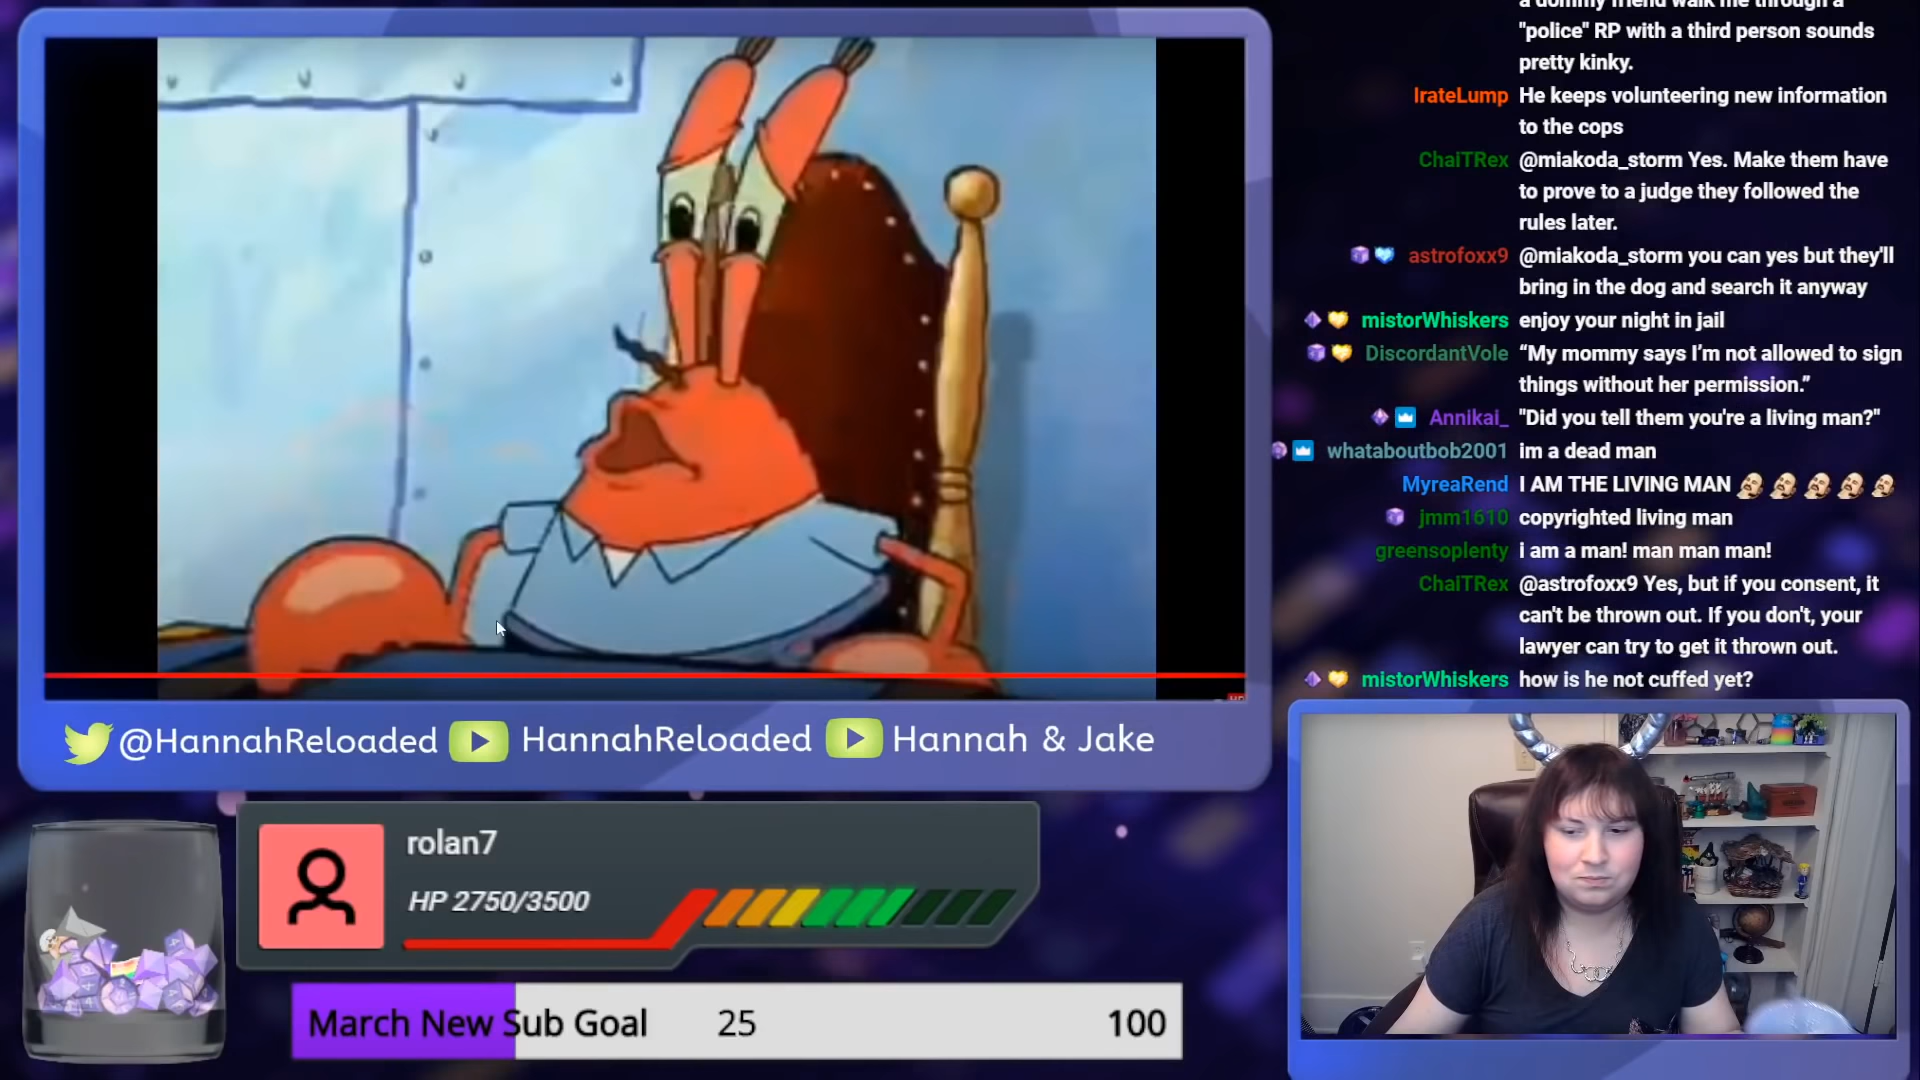 a dommy friend walk me through a
"police" RP with a third person sounds
pretty kinky.
IrateLump He keeps volunteering new information
to the cops
ChaiTRex @miakoda_storm Yes. Make them have
to prove to a judge they followed the
rules later.
astrofoxx9 @miakoda_storm you can yes but they'll
bring in the dog and search it anyway
mistorWhiskers enjoy your night in jail
DiscordantVole “My mommy says I’m not allowed to sign
things without her permission.”
Annikai_ "Did you tell them you're a living man?"
whataboutbob2001 im a dead man
MyreaRend I AM THE LIVING MAN
jmm1610 copyrighted living man
greensoplenty i am a man! man man man!
ChaiTRex @astrofoxx9 Yes, but if you consent, it
can't be thrown out. If you don't, your
lawyer can try to get it thrown out.
mistorWhiskers how is he not cuffed yet?
@HannahReloaded HannahReloaded Hannah & Jake
rolan7
HP 2750/3500
March New Sub Goal 25 100